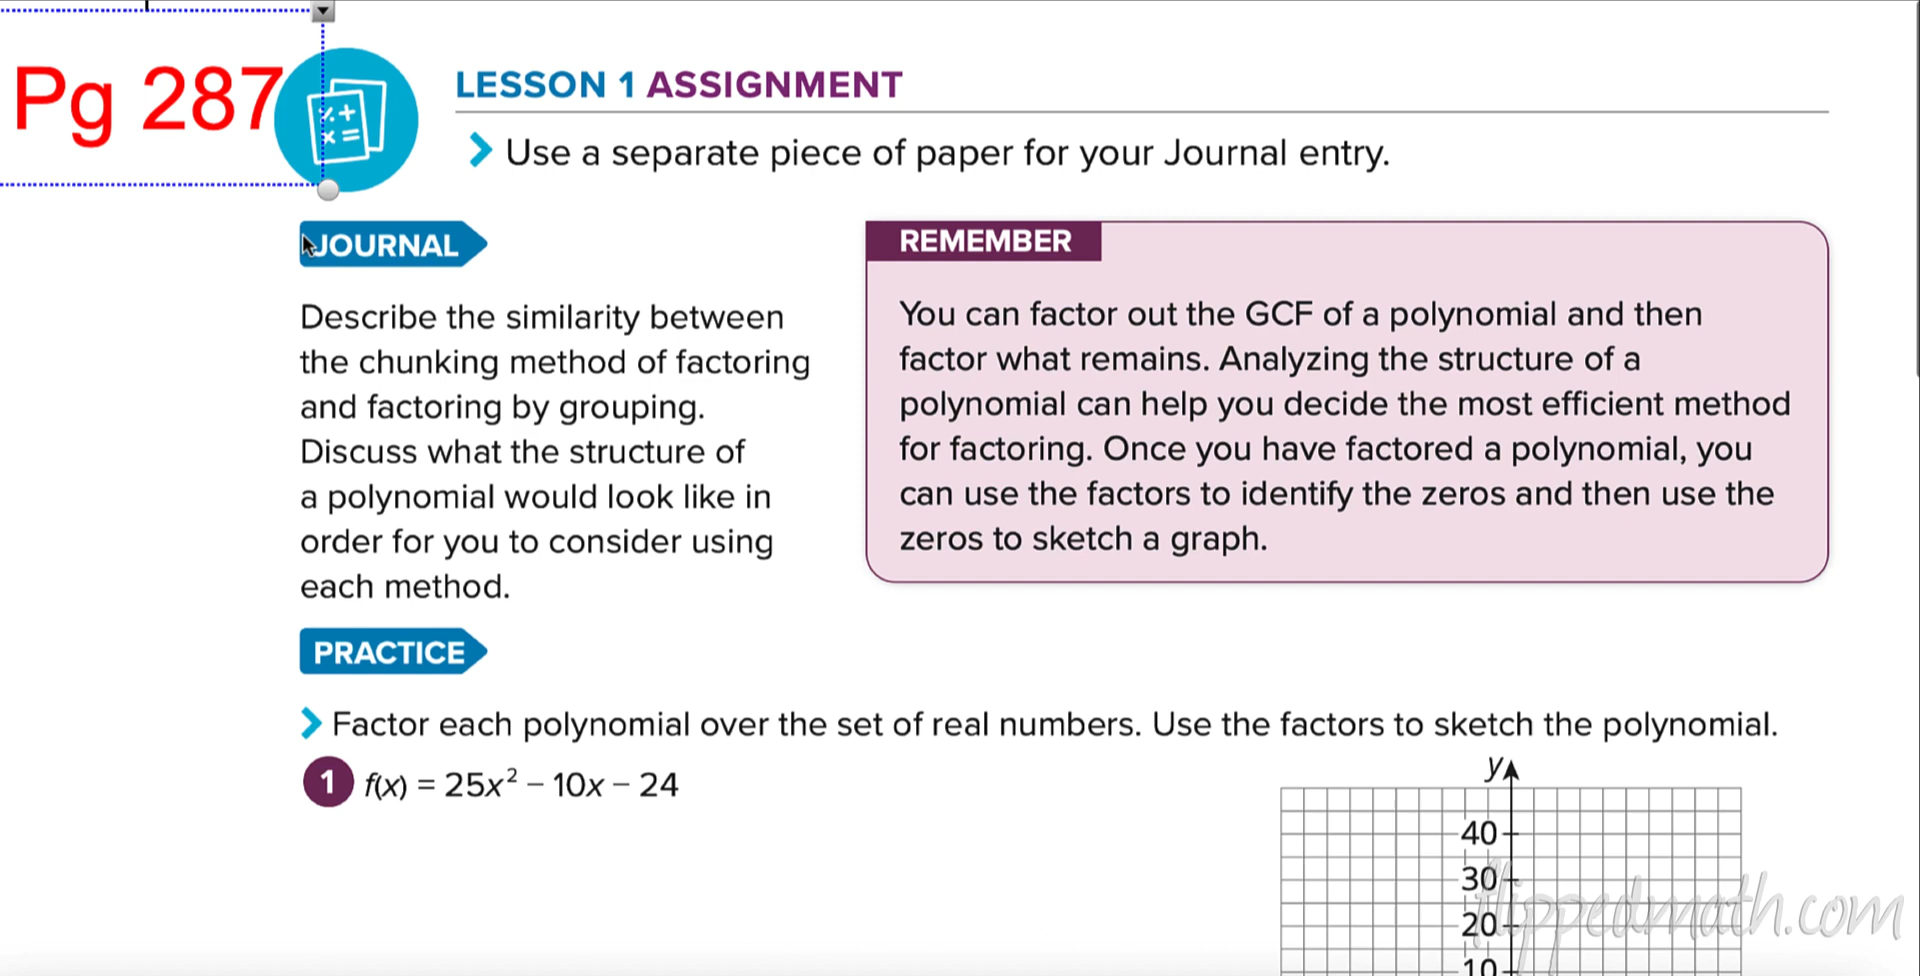 Pg 287
LESSON 1 ASSIGNMENT
Use a separate piece of paper for your Journal entry.
JOURNAL
Describe the similarity between
the chunking method of factoring
and factoring by grouping.
Discuss what the structure of
a polynomial would look like in
order for you to consider using
each method.
REMEMBER
You can factor out the GCF of a polynomial and then
factor what remains. Analyzing the structure of a
polynomial can help you decide the most efficient method
for factoring. Once you have factored a polynomial, you
can use the factors to identify the zeros and then use the
zeros to sketch a graph.
PRACTICE
Factor each polynomial over the set of real numbers. Use the factors to sketch the polynomial.
1 f(x) = 25x² – 10x – 24
y
40
30
20
10
flippedmath.com